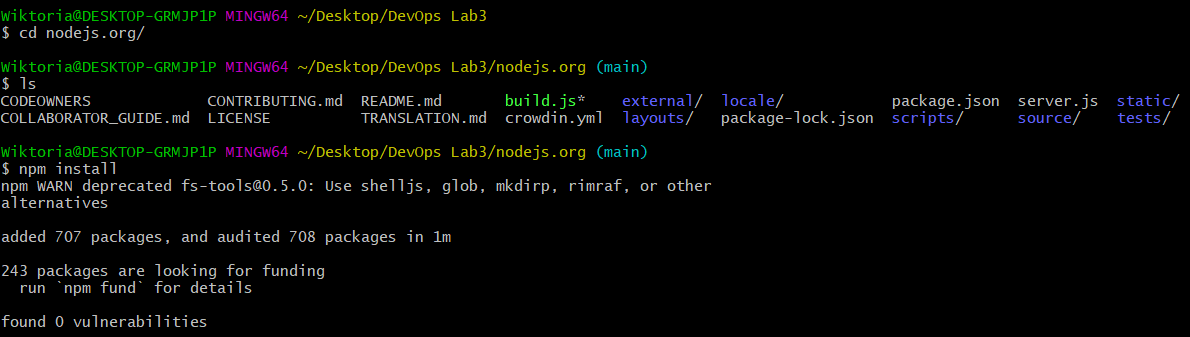 Wiktoria@DESKTOP-GRMJP1P MINGW64 ~/Desktop/DevOps Lab3
$ cd nodejs.org/
Wiktoria@DESKTOP-GRMJP1P MINGW64 ~/Desktop/DevOps Lab3/nodejs.org (main)
$ ls
CODEOWNERS CONTRIBUTING.md README.md build.js* external/ locale/ package.json server.js static/
COLLABORATOR_GUIDE.md LICENSE TRANSLATION.md crowdin.yml layouts/ package-lock.json scripts/ source/ tests/
Wiktoria@DESKTOP-GRMJP1P MINGW64 ~/Desktop/DevOps Lab3/nodejs.org (main)
$ npm install
npm WARN deprecated fs-tools@0.5.0: Use shelljs, glob, mkdirp, rimraf, or other
alternatives
added 707 packages, and audited 708 packages in 1m
243 packages are looking for funding
run `npm fund` for details
found 0 vulnerabilities